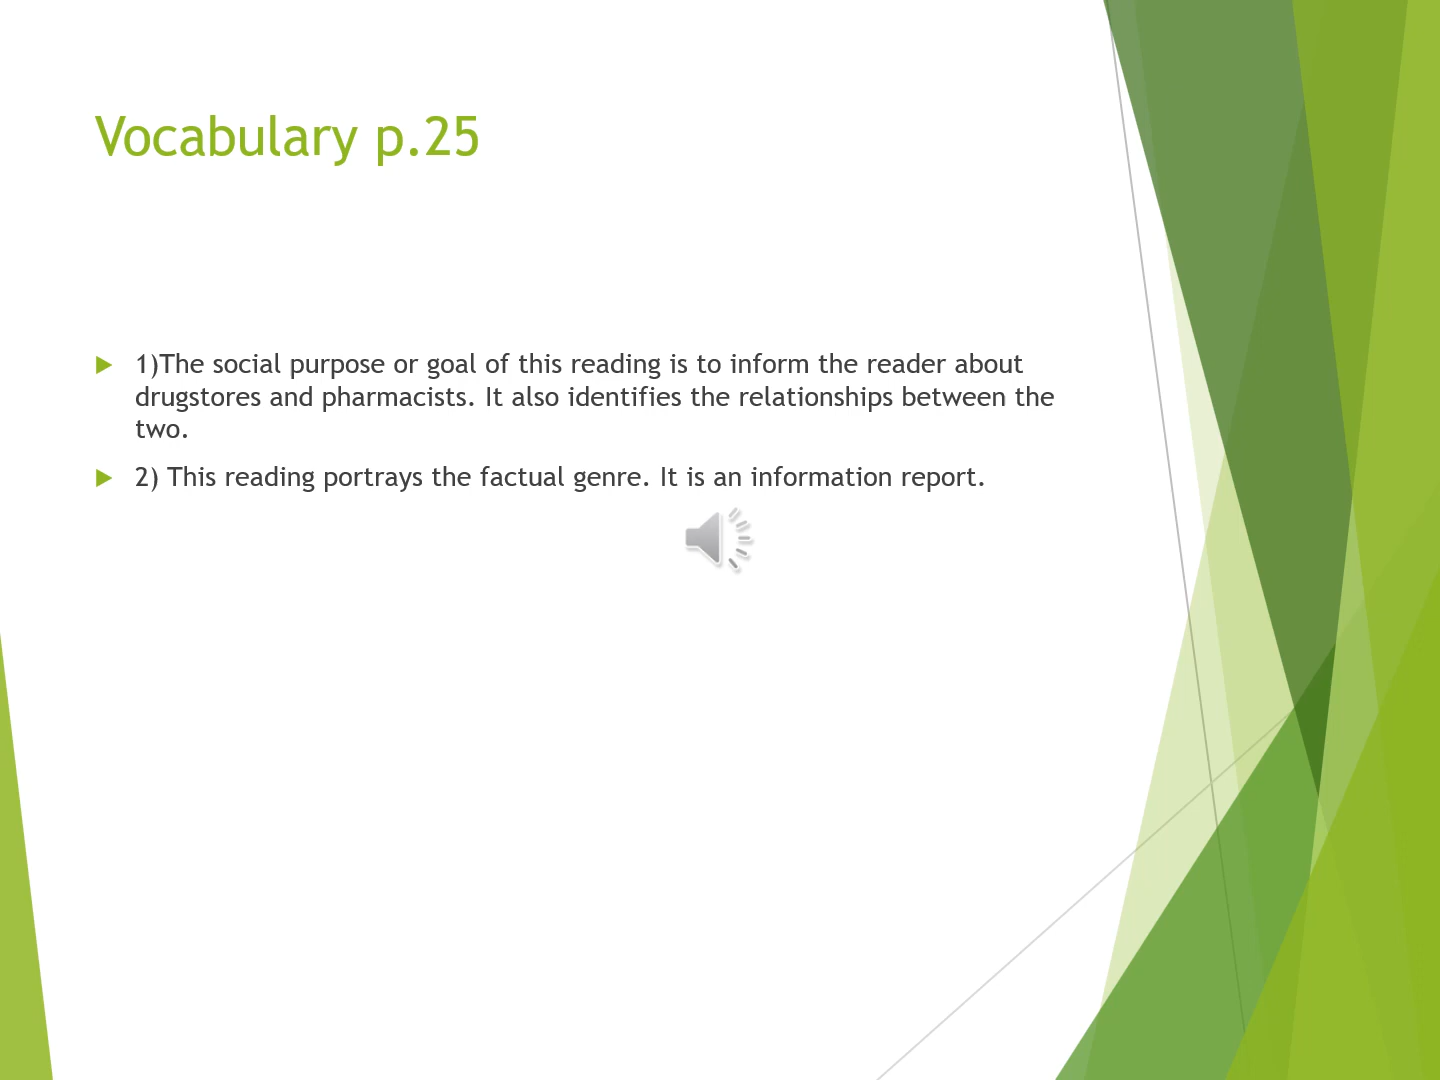 Vocabulary p.25
1)The social purpose or goal of this reading is to inform the reader about
drugstores and pharmacists. It also identifies the relationships between the
two.
2) This reading portrays the factual genre. It is an information report.